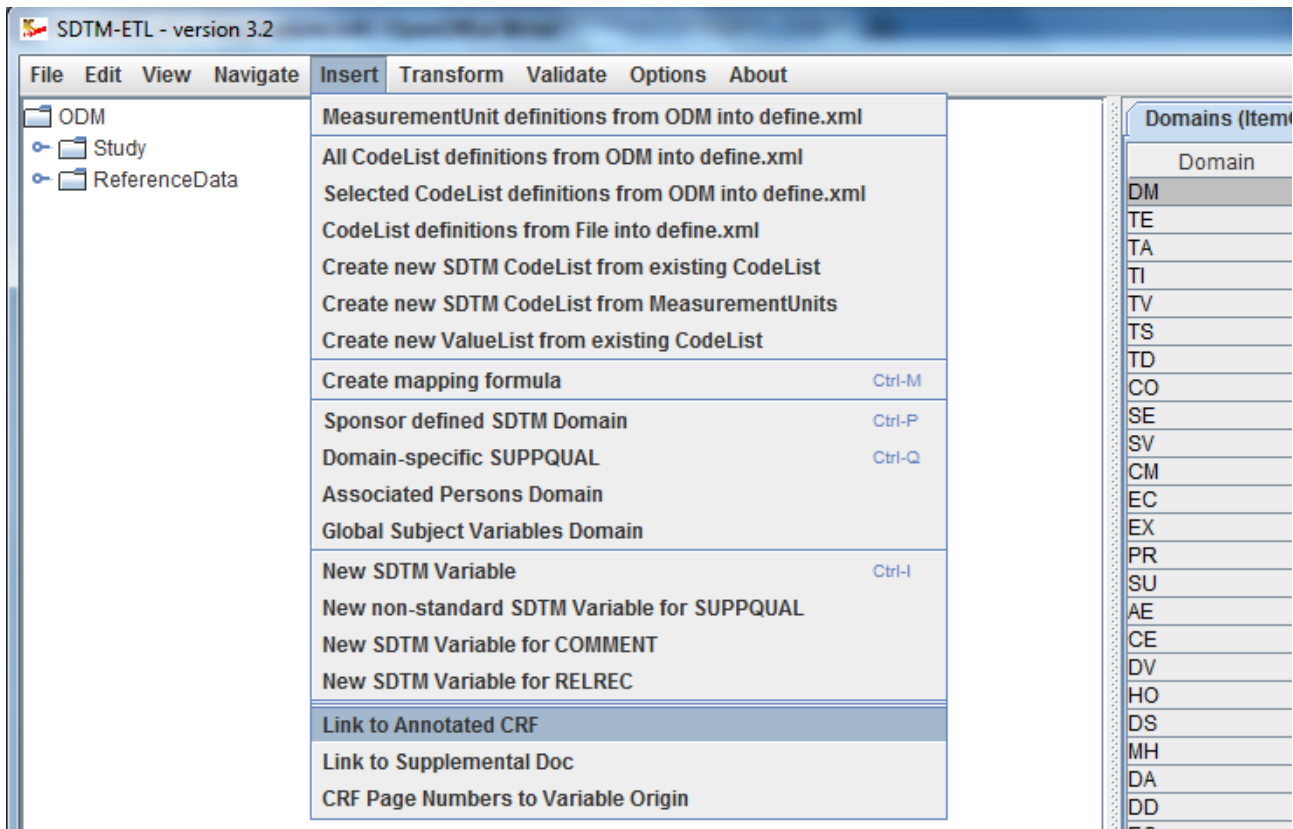 SDTM-ETL - version 3.2
File Edit View Navigate Insert Transform Validate Options About
ODM
Study
ReferenceData
MeasurementUnit definitions from ODM into define.xml
All CodeList definitions from ODM into define.xml
Selected CodeList definitions from ODM into define.xml
CodeList definitions from File into define.xml
Create new SDTM CodeList from existing CodeList
Create new SDTM CodeList from MeasurementUnits
Create new ValueList from existing CodeList
Create mapping formula Ctrl-M
Sponsor defined SDTM Domain Ctrl-P
Domain-specific SUPPQUAL Ctrl-Q
Associated Persons Domain
Global Subject Variables Domain
New SDTM Variable Ctrl-I
New non-standard SDTM Variable for SUPPQUAL
New SDTM Variable for COMMENT
New SDTM Variable for RELREC
Link to Annotated CRF
Link to Supplemental Doc
CRF Page Numbers to Variable Origin
Domains (Item
Domain
DM
TE
TA
TI
TV
TS
TD
CO
SE
SV
CM
EC
EX
PR
SU
AE
CE
DV
HO
DS
MH
DA
DD